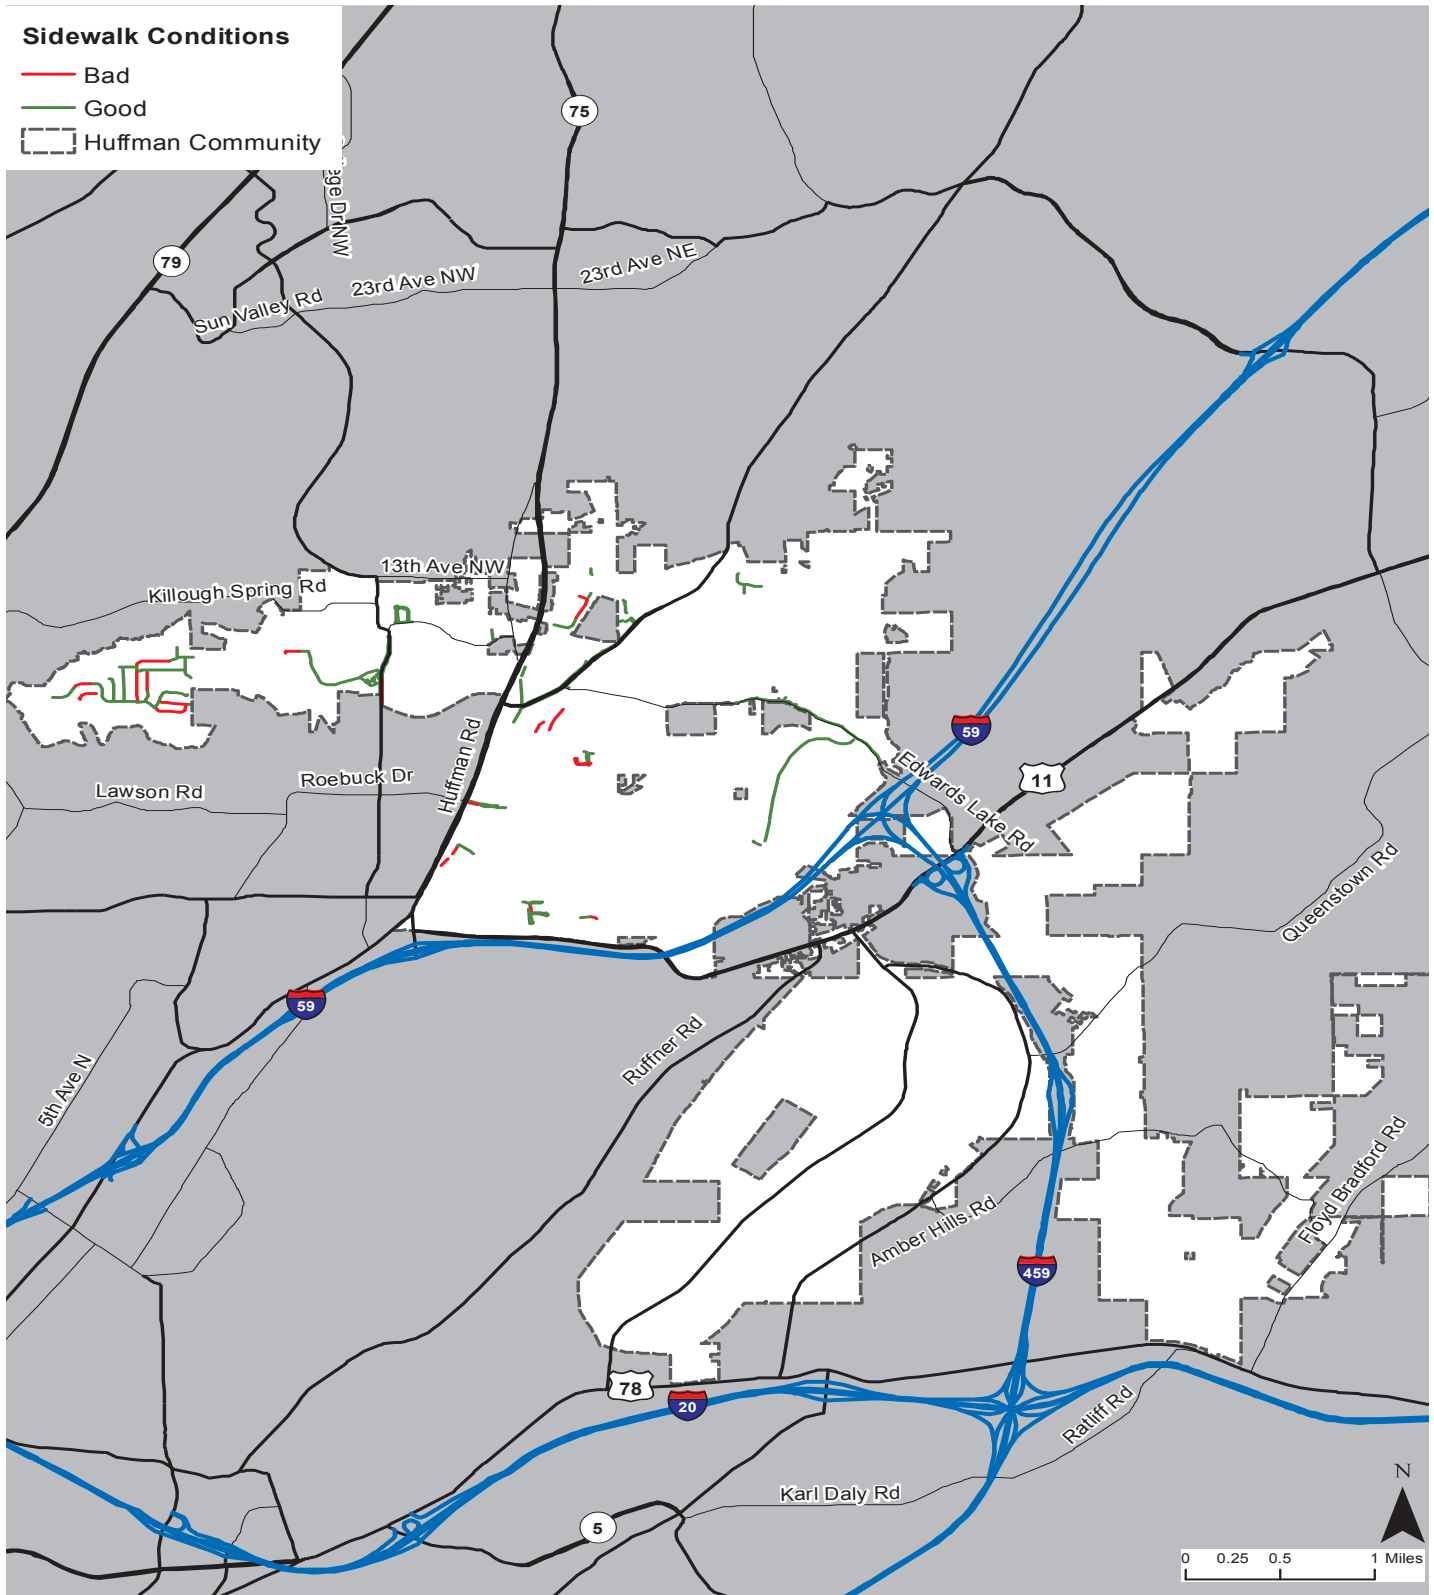 Sidewalk Conditions
Bad
Good
Huffman Community
75
ege Dr NW
79
23rd Ave NE
23rd Ave NW
Sun Valley Rd
13th Ave NW
Killough Spring Rd
59
Huffman Rd
Edwards Lake Rd
11
Roebuck Dr
Lawson Rd
Queenstown Rd
59
Ruffner Rd
5th Ave N
Floyd Bradford Rd
Amber Hills Rd
459
78
20
Ratliff Rd
Karl Daly Rd
5
N
0 0.25 0.5 1 Miles